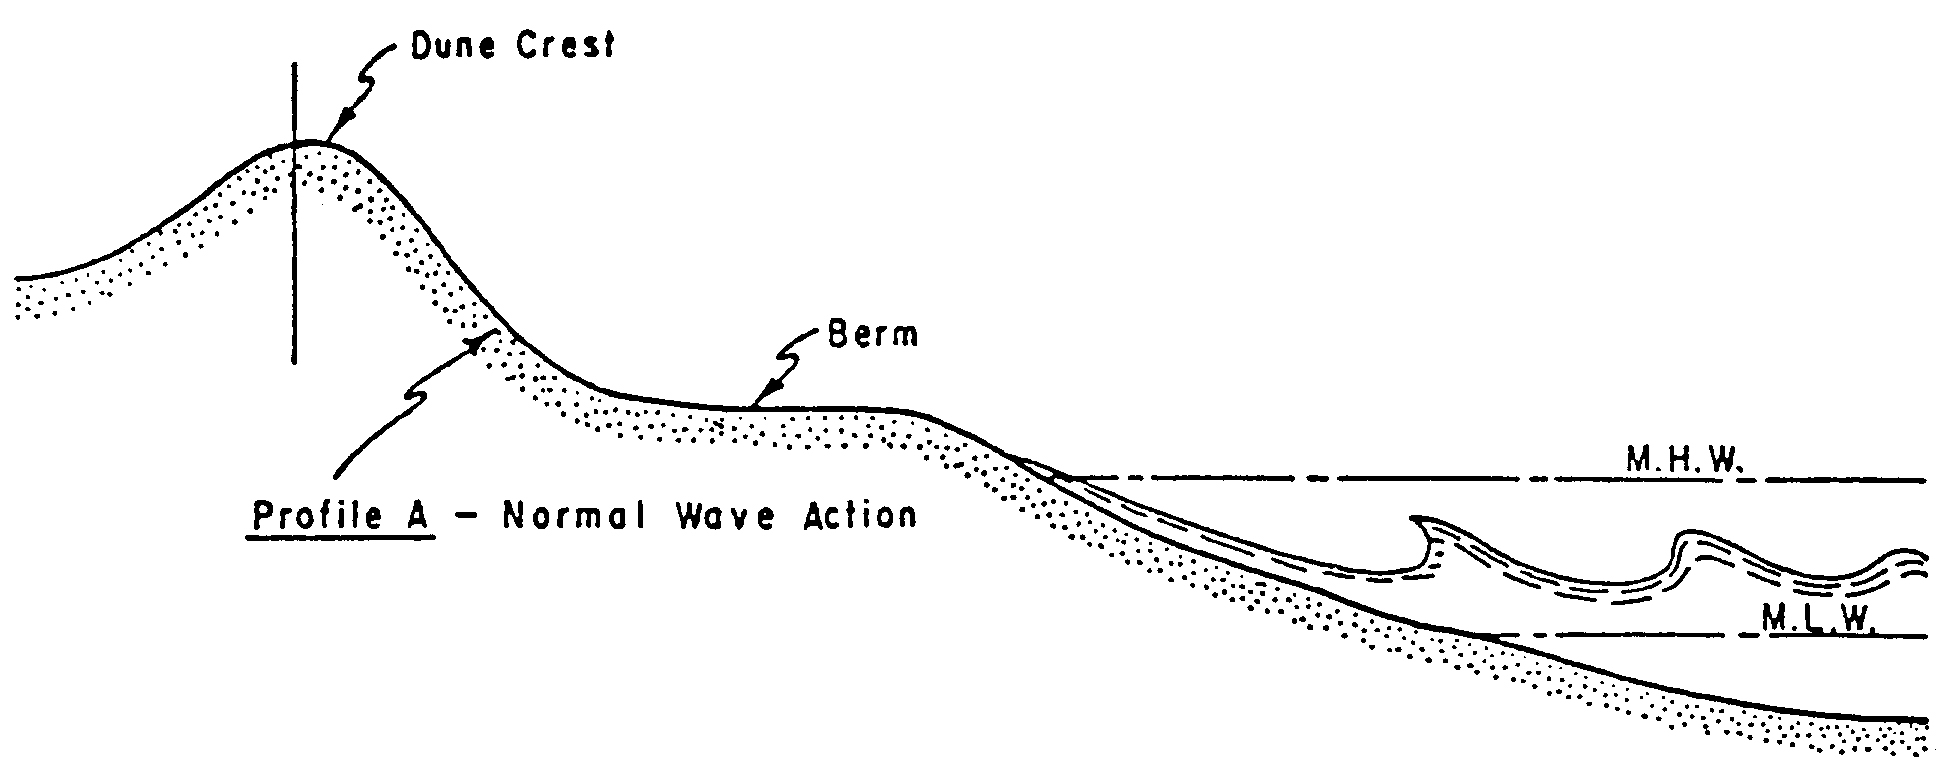 Dune Crest
Berm
M.H.W.
Profile A - Normal Wave Action
M.L.W.